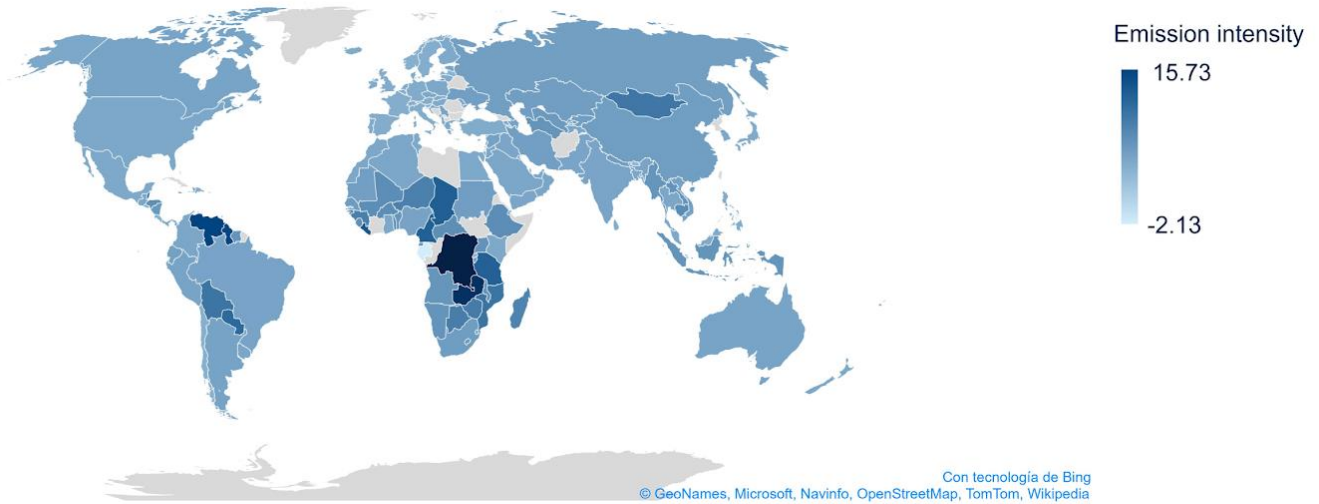 Emission intensity
15.73
-2.13
Con tecnología de Bing
© GeoNames, Microsoft, Navinfo, OpenStreetMap, TomTom, Wikipedia